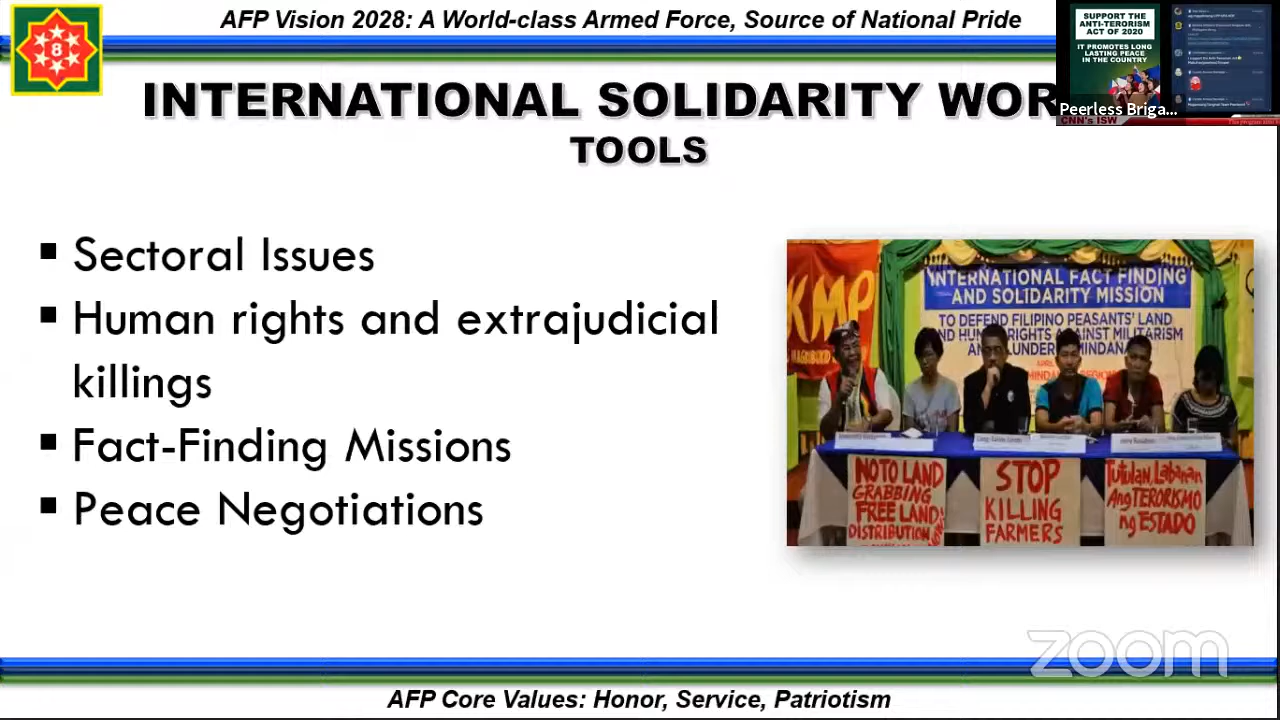 AFP Vision 2028: A World-class Armed Force, Source of National Pride
8
SUPPORT THE
ANTI-TERRORISM
ACT OF 2020
IT PROMOTES LONG
LASTING PEACE
IN THE COUNTRY
Peerless Briga...
CNN's ISW
INTERNATIONAL SOLIDARITY WOR
TOOLS
▪ Sectoral Issues
▪ Human rights and extrajudicial
killings
▪ Fact-Finding Missions
▪ Peace Negotiations
KMP
INTERNATIONAL FACT FINDING
AND SOLIDARITY MISSION
TO DEFEND FILIPINO PEASANTS' LAND
AGAINST MILITARISM
NO TO LAND
GRABBING
FREE LAND
DISTRIBUTION
STOP
KILLING
FARMERS
Tutulan, Labanan
Ang TERORISMO
ng ESTADO
zoom
AFP Core Values: Honor, Service, Patriotism